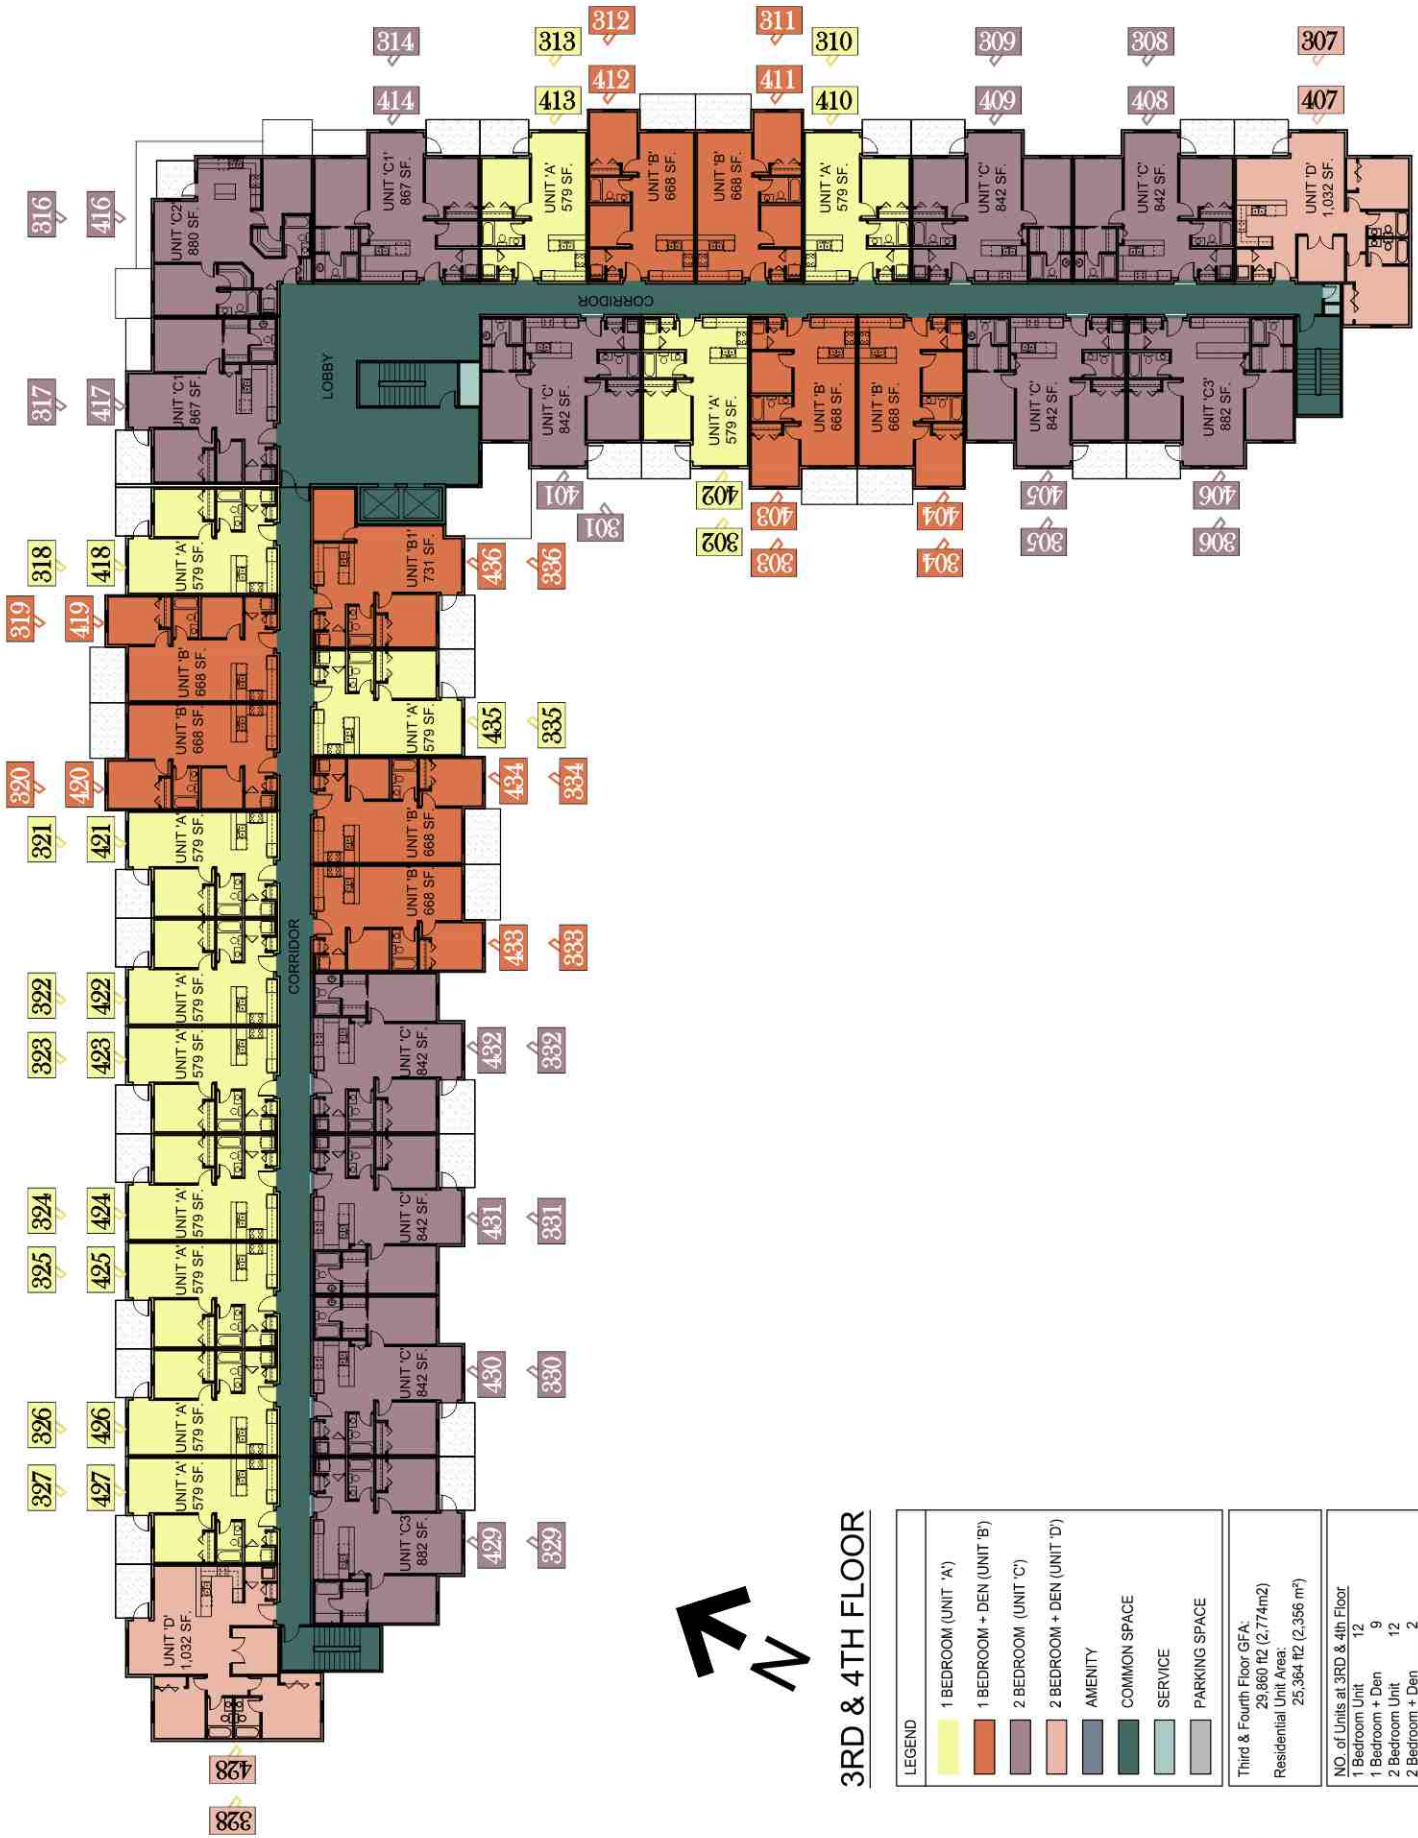 312
311
314
313
310
309
308
307
412
411
414
413
410
409
408
407
UNIT 'C1'
867 SF.
UNIT 'A'
579 SF.
UNIT 'B'
668 SF.
UNIT 'B'
668 SF.
UNIT 'A'
579 SF.
UNIT 'C'
842 SF.
UNIT 'C'
842 SF.
UNIT 'D'
1,032 SF.
316
416
UNIT 'C2'
880 SF.
CORRIDOR
LOBBY
317
417
UNIT C1
867 SF.
UNIT 'C'
842 SF.
UNIT 'A'
579 SF.
UNIT 'B'
668 SF.
UNIT 'B'
668 SF.
UNIT 'C'
842 SF.
UNIT 'C3'
882 SF.
401
402
403
404
405
406
301
302
303
304
305
306
318
418
UNIT 'A'
579 SF.
UNIT 'B1'
731 SF.
436
336
319
419
UNIT 'B'
668 SF.
UNIT 'B'
668 SF.
UNIT 'A'
579 SF.
435
335
320
420
434
334
321
421
UNIT 'A'
579 SF.
UNIT 'B'
668 SF.
UNIT 'B'
668 SF.
433
333
CORRIDOR
322
422
UNIT 'A'
579 SF.
323
423
UNIT 'A'
579 SF.
UNIT 'C'
842 SF.
432
332
324
424
UNIT 'A'
579 SF.
UNIT 'C'
842 SF.
431
331
325
425
UNIT 'A'
579 SF.
UNIT 'C'
842 SF.
430
330
326
426
UNIT 'A'
579 SF.
327
427
UNIT 'A'
579 SF.
UNIT 'C3'
882 SF.
429
329
UNIT 'D'
1,032 SF.
428
328
N
3RD & 4TH FLOOR
LEGEND
1 BEDROOM (UNIT 'A')
1 BEDROOM + DEN (UNIT 'B')
2 BEDROOM (UNIT 'C')
2 BEDROOM + DEN (UNIT 'D')
AMENITY
COMMON SPACE
SERVICE
PARKING SPACE
Third & Fourth Floor GFA:
29,860 ft2 (2,774m2)
Residential Unit Area:
25,364 ft2 (2,356 m²)
NO. of Units at 3RD & 4th Floor
1 Bedroom Unit 12
1 Bedroom + Den 9
2 Bedroom Unit 12
2 Bedroom + Den 2